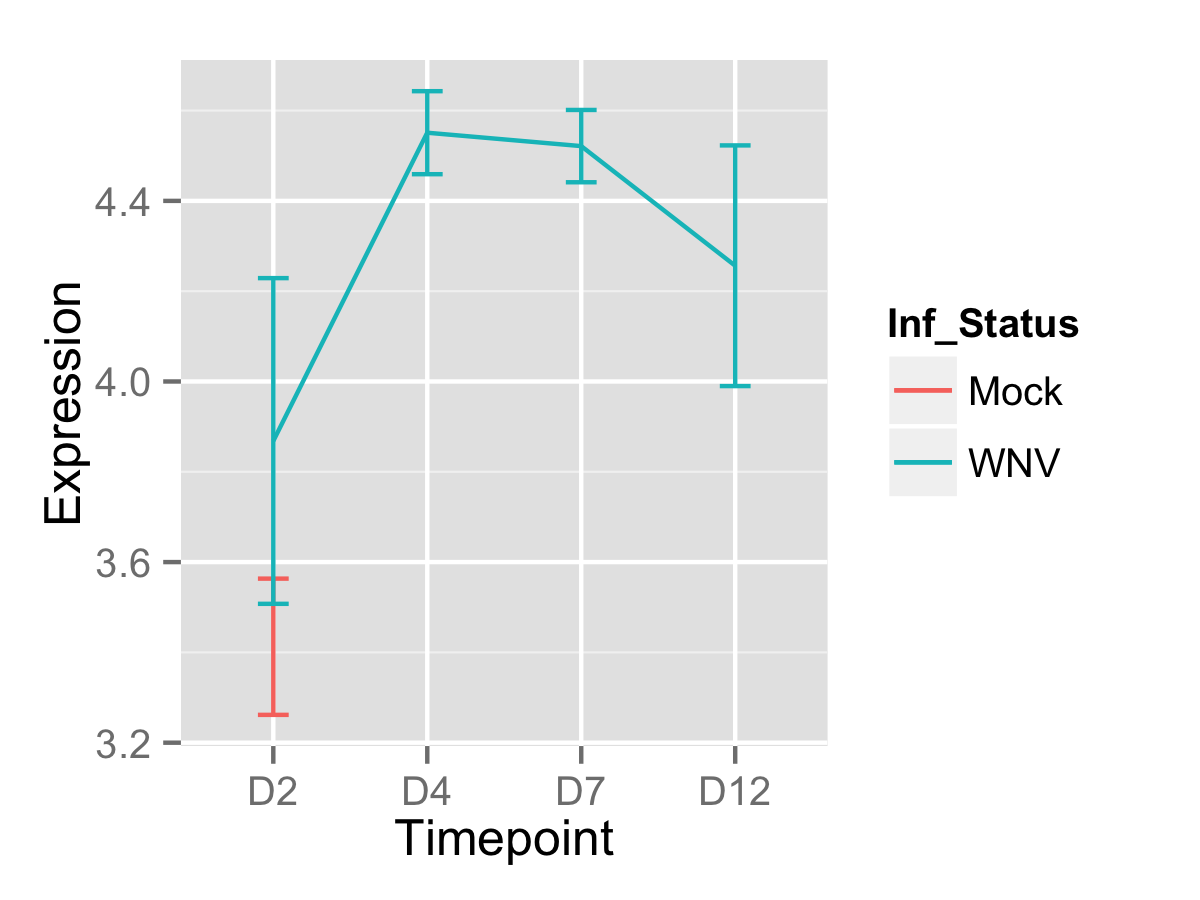 Expression
4.4
4.0
3.6
3.2
D2 D4 D7 D12
Timepoint
Inf_Status
Mock
WNV